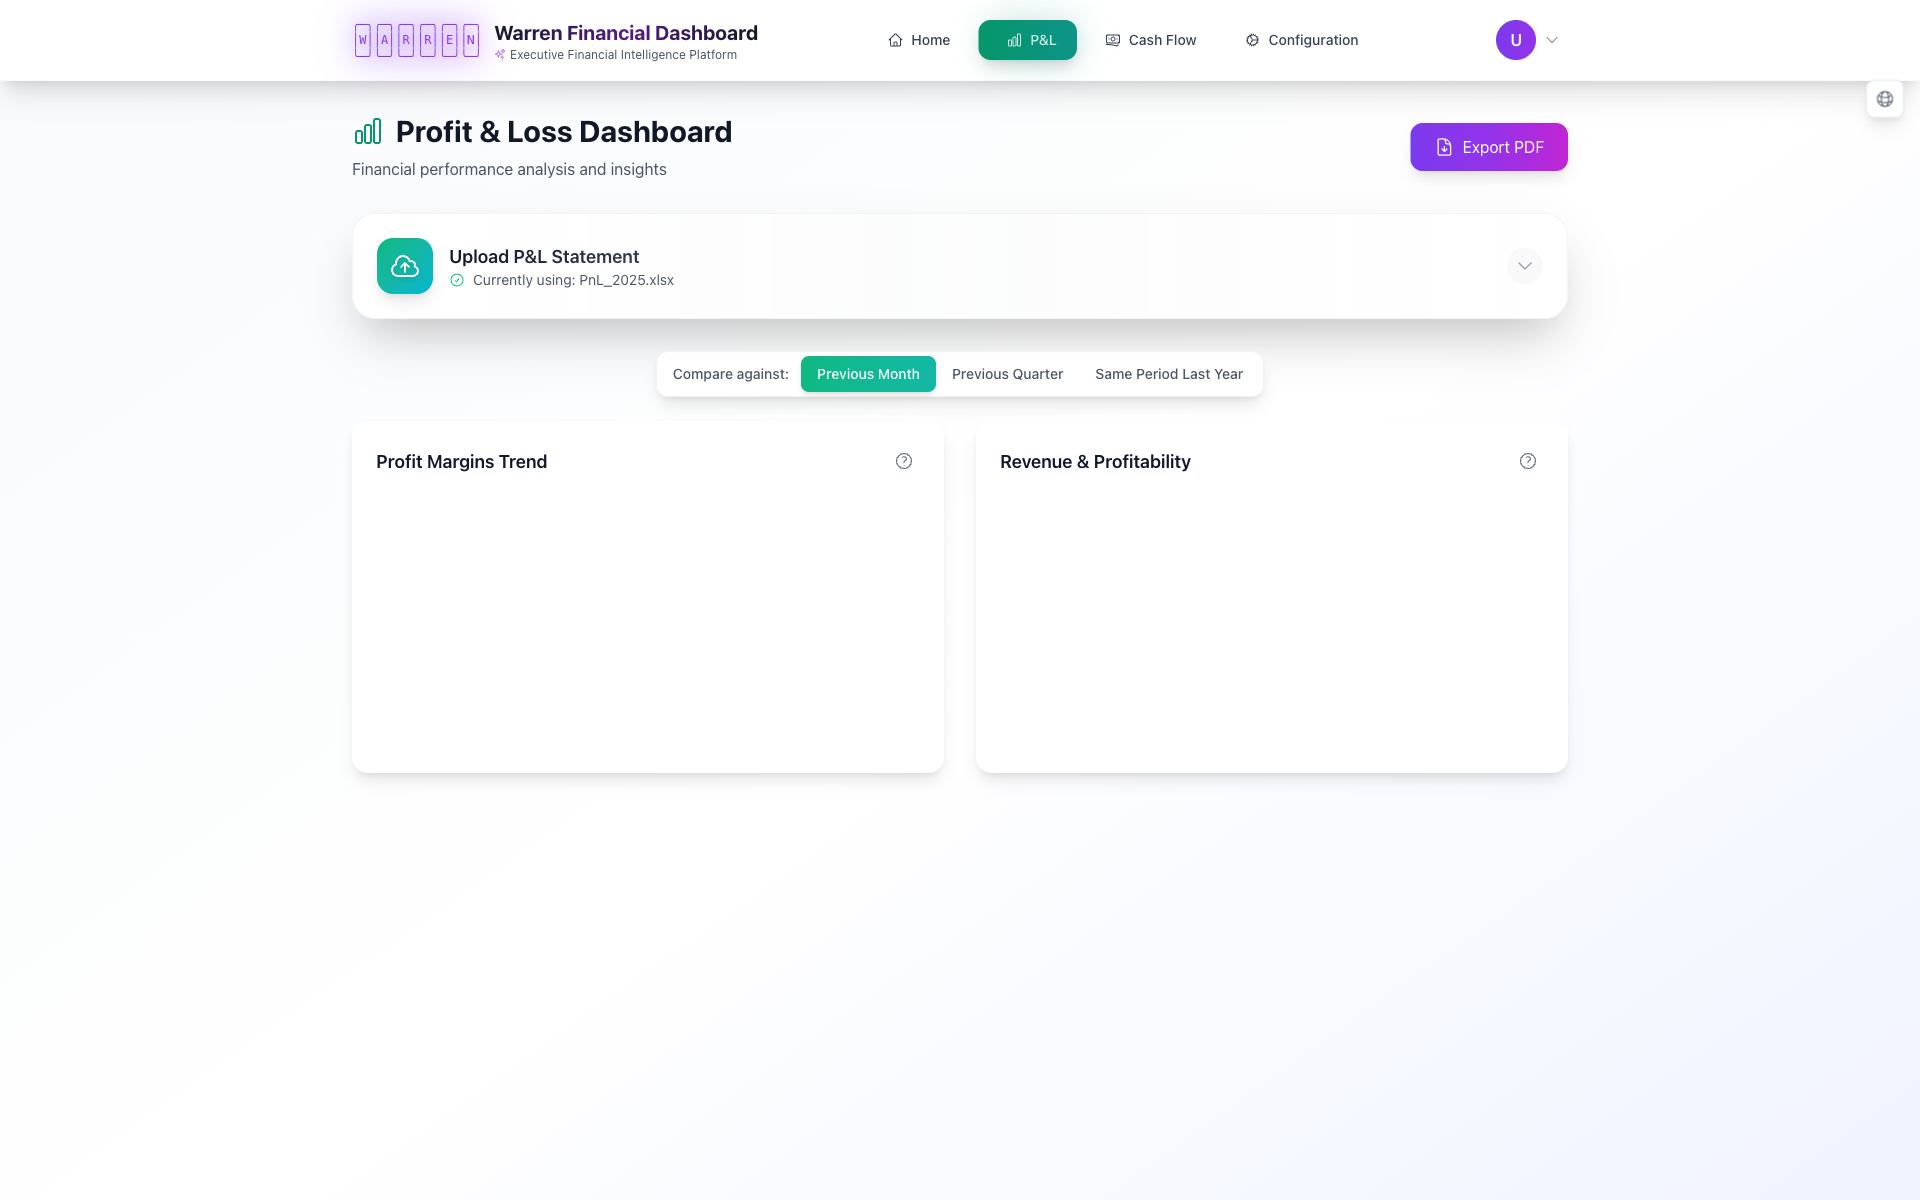 WARREN
Warren Financial Dashboard
Executive Financial Intelligence Platform
Home
P&L
Cash Flow
Configuration
U
Profit & Loss Dashboard
Financial performance analysis and insights
Export PDF
Upload P&L Statement
Currently using: PnL_2025.xlsx
Compare against:
Previous Month
Previous Quarter
Same Period Last Year
Profit Margins Trend
Revenue & Profitability